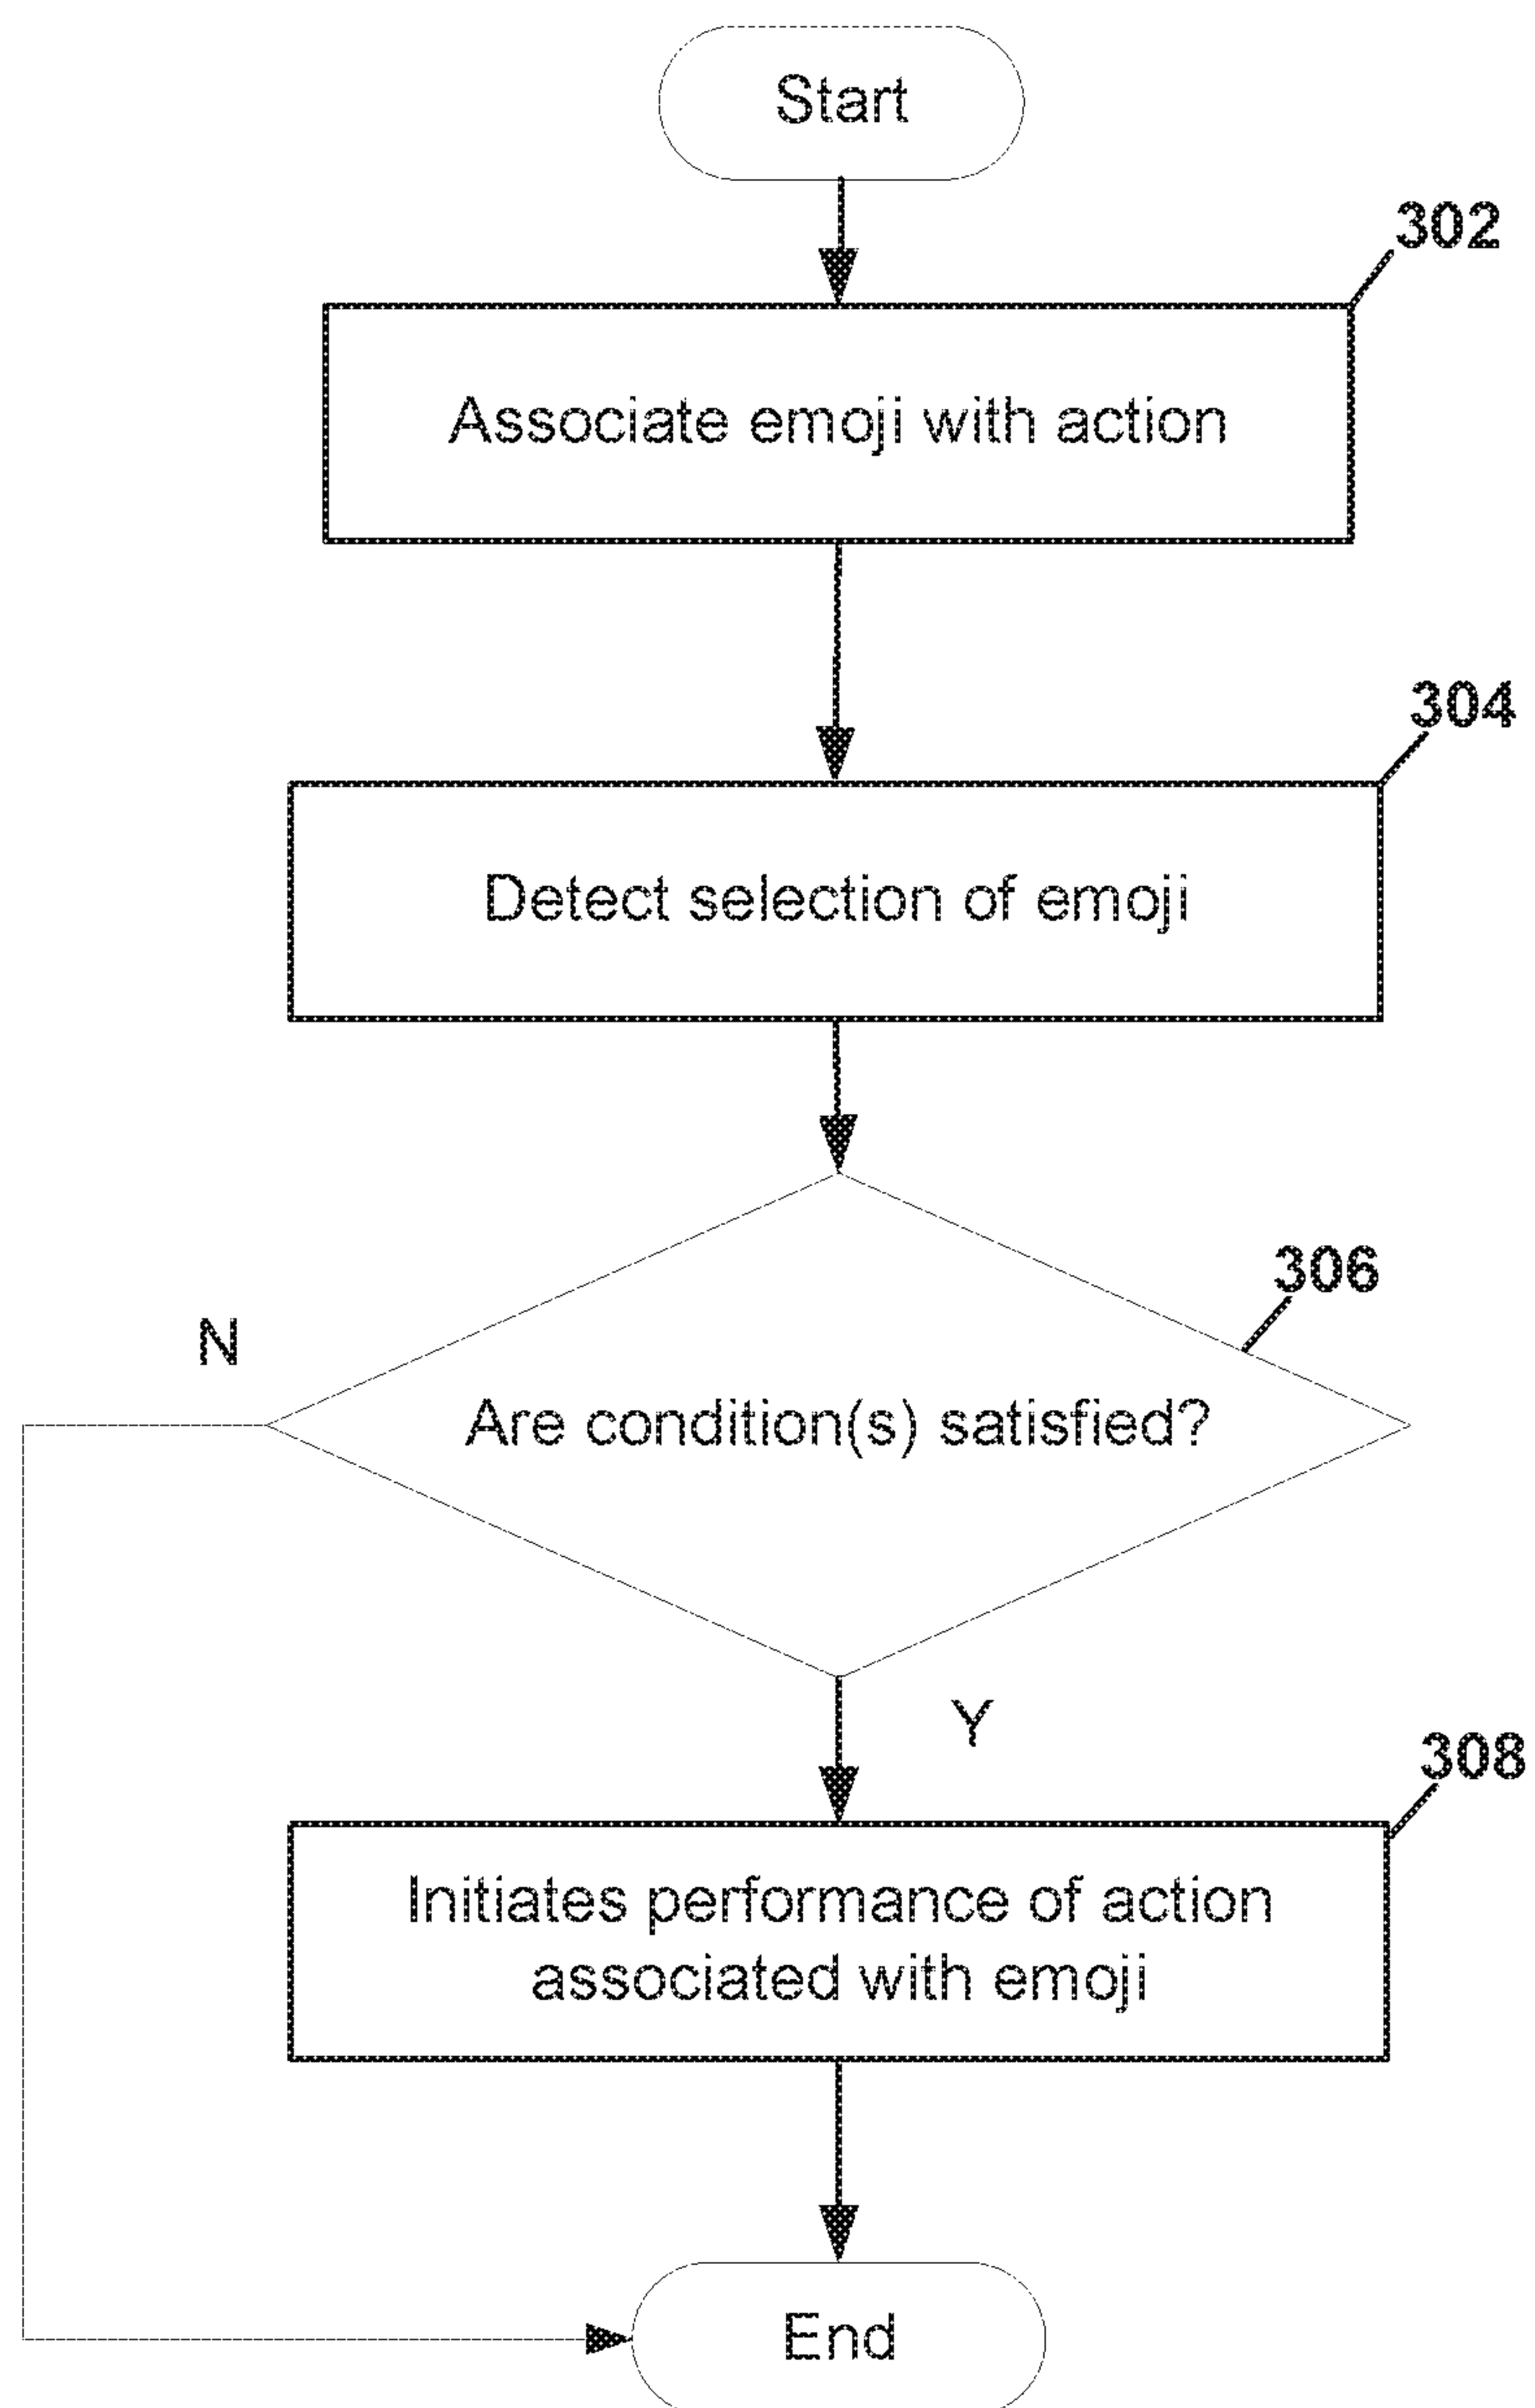 Start
302
Associate emoji with action
304
Detect selection of emoji
306
N
Are condition(s) satisfied?
Y
308
Initiates performance of action
associated with emoji
End